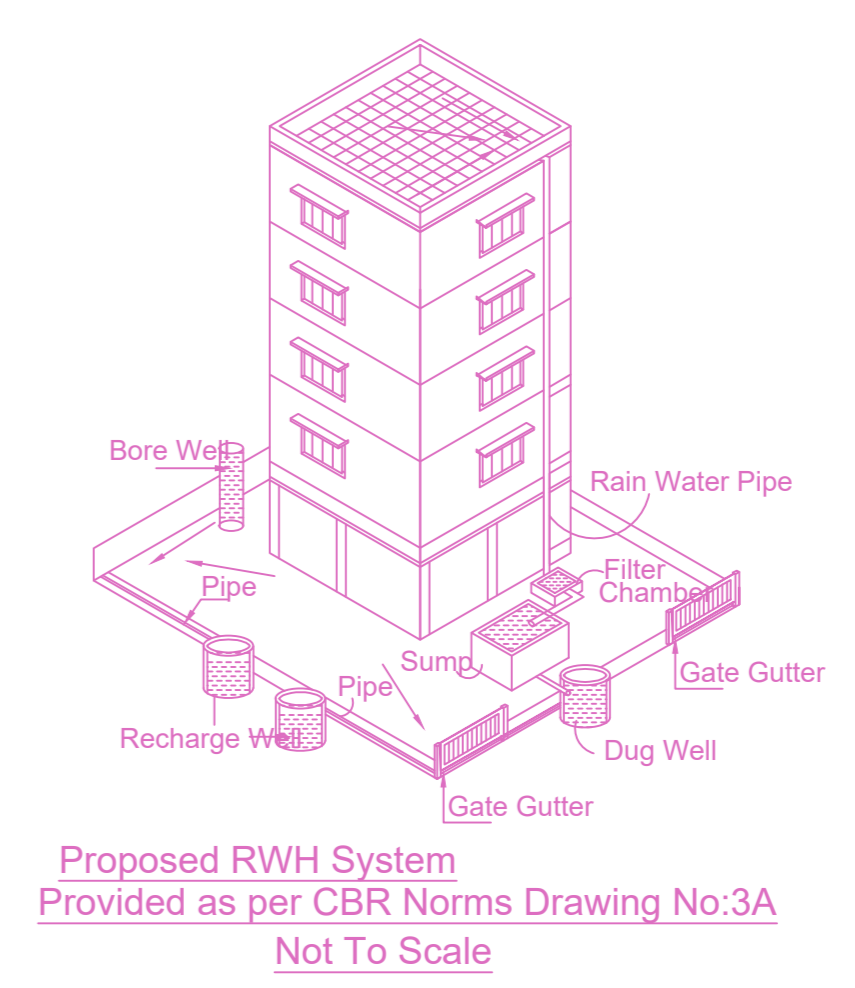 Bore Well
Rain Water Pipe
Filter
Chamber
Pipe
Sump
Gate Gutter
Pipe
Recharge Well
Dug Well
Gate Gutter
Proposed RWH System
Provided as per CBR Norms Drawing No:3A
Not To Scale